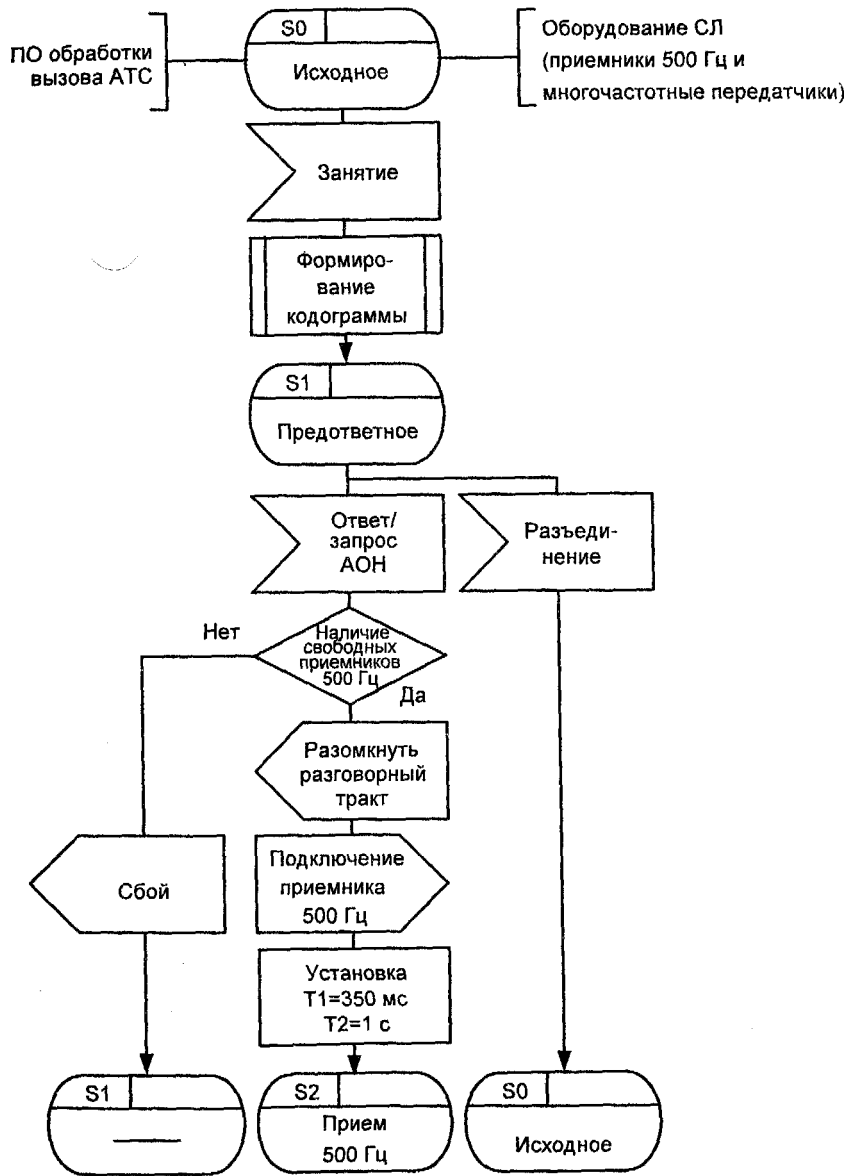 ПО обработки
вызова АТС
S0
Исходное
Оборудование СЛ
(приемники 500 Гц и
многочастотные передатчики)
Занятие
Формиро-
вание
кодограммы
S1
Предответное
Ответ/
запрос
АОН
Разъеди-
нение
Нет
Наличие
свободных
приемников
500 Гц
Да
Разомкнуть
разговорный
тракт
Сбой
Подключение
приемника
500 Гц
Установка
T1=350 мс
T2=1 с
S1
S2
Прием
500 Гц
S0
Исходное